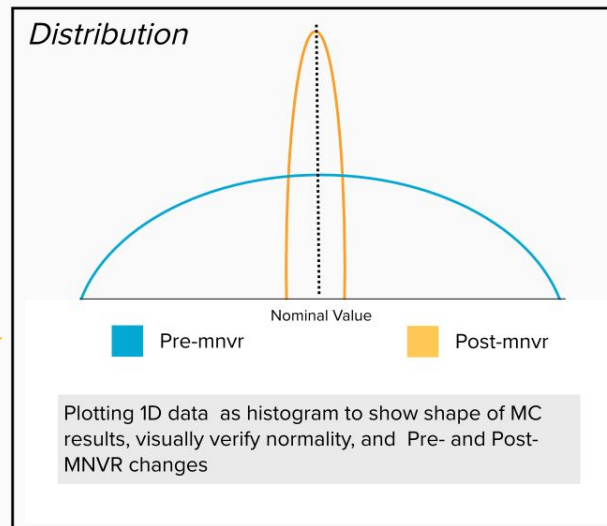 Distribution
Nominal Value
Pre-mnvr
Post-mnvr
Plotting 1D data  as histogram to show shape of MC
results, visually verify normality, and  Pre- and Post-
MNVR changes